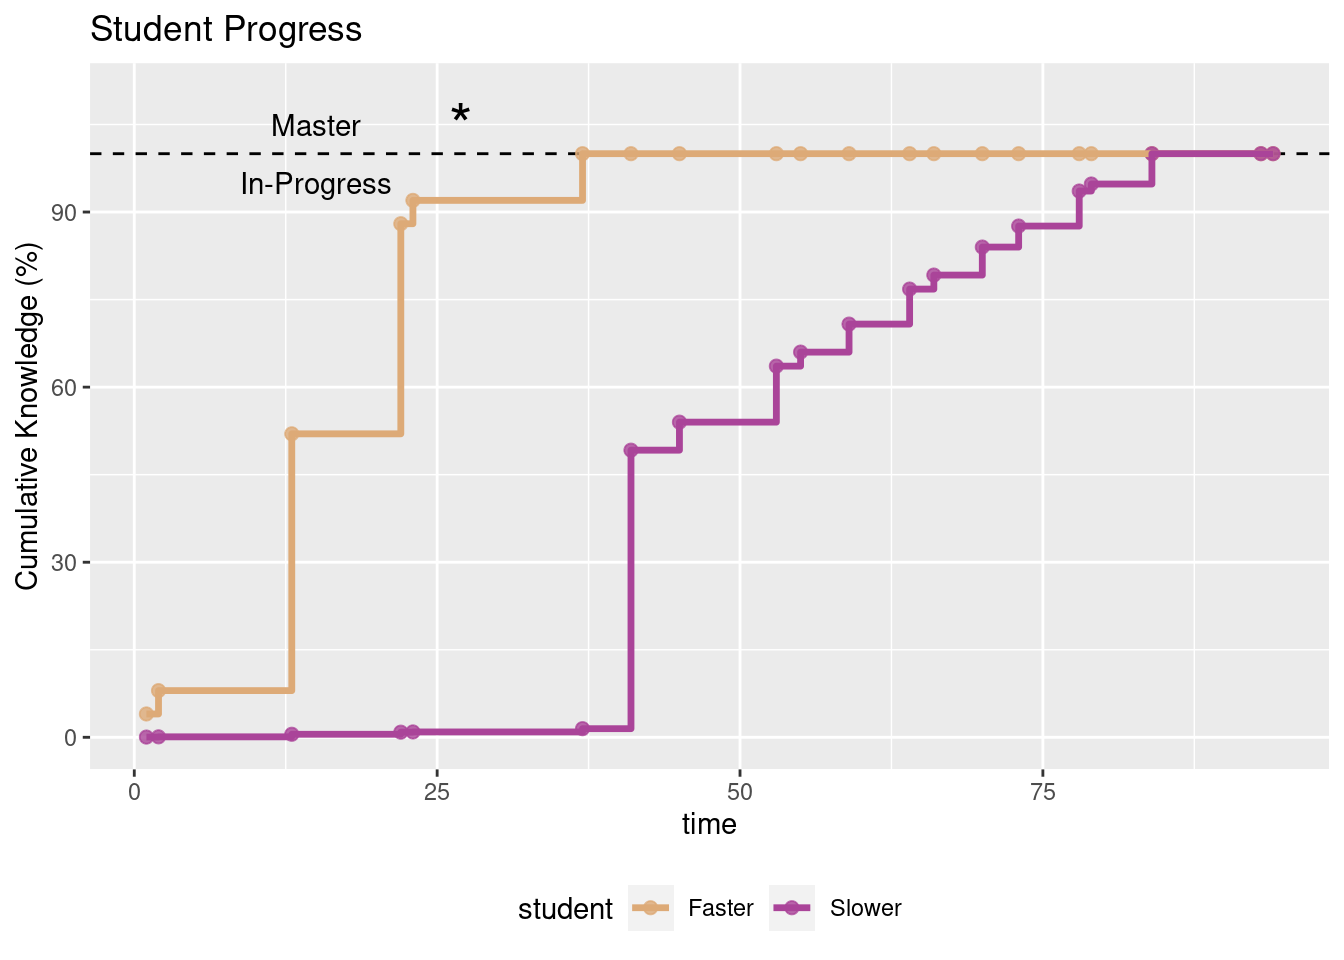 Student Progress
Master *
In-Progress
90
60
30
0
Cumulative Knowledge (%)
0 25 50 75
time
student Faster Slower